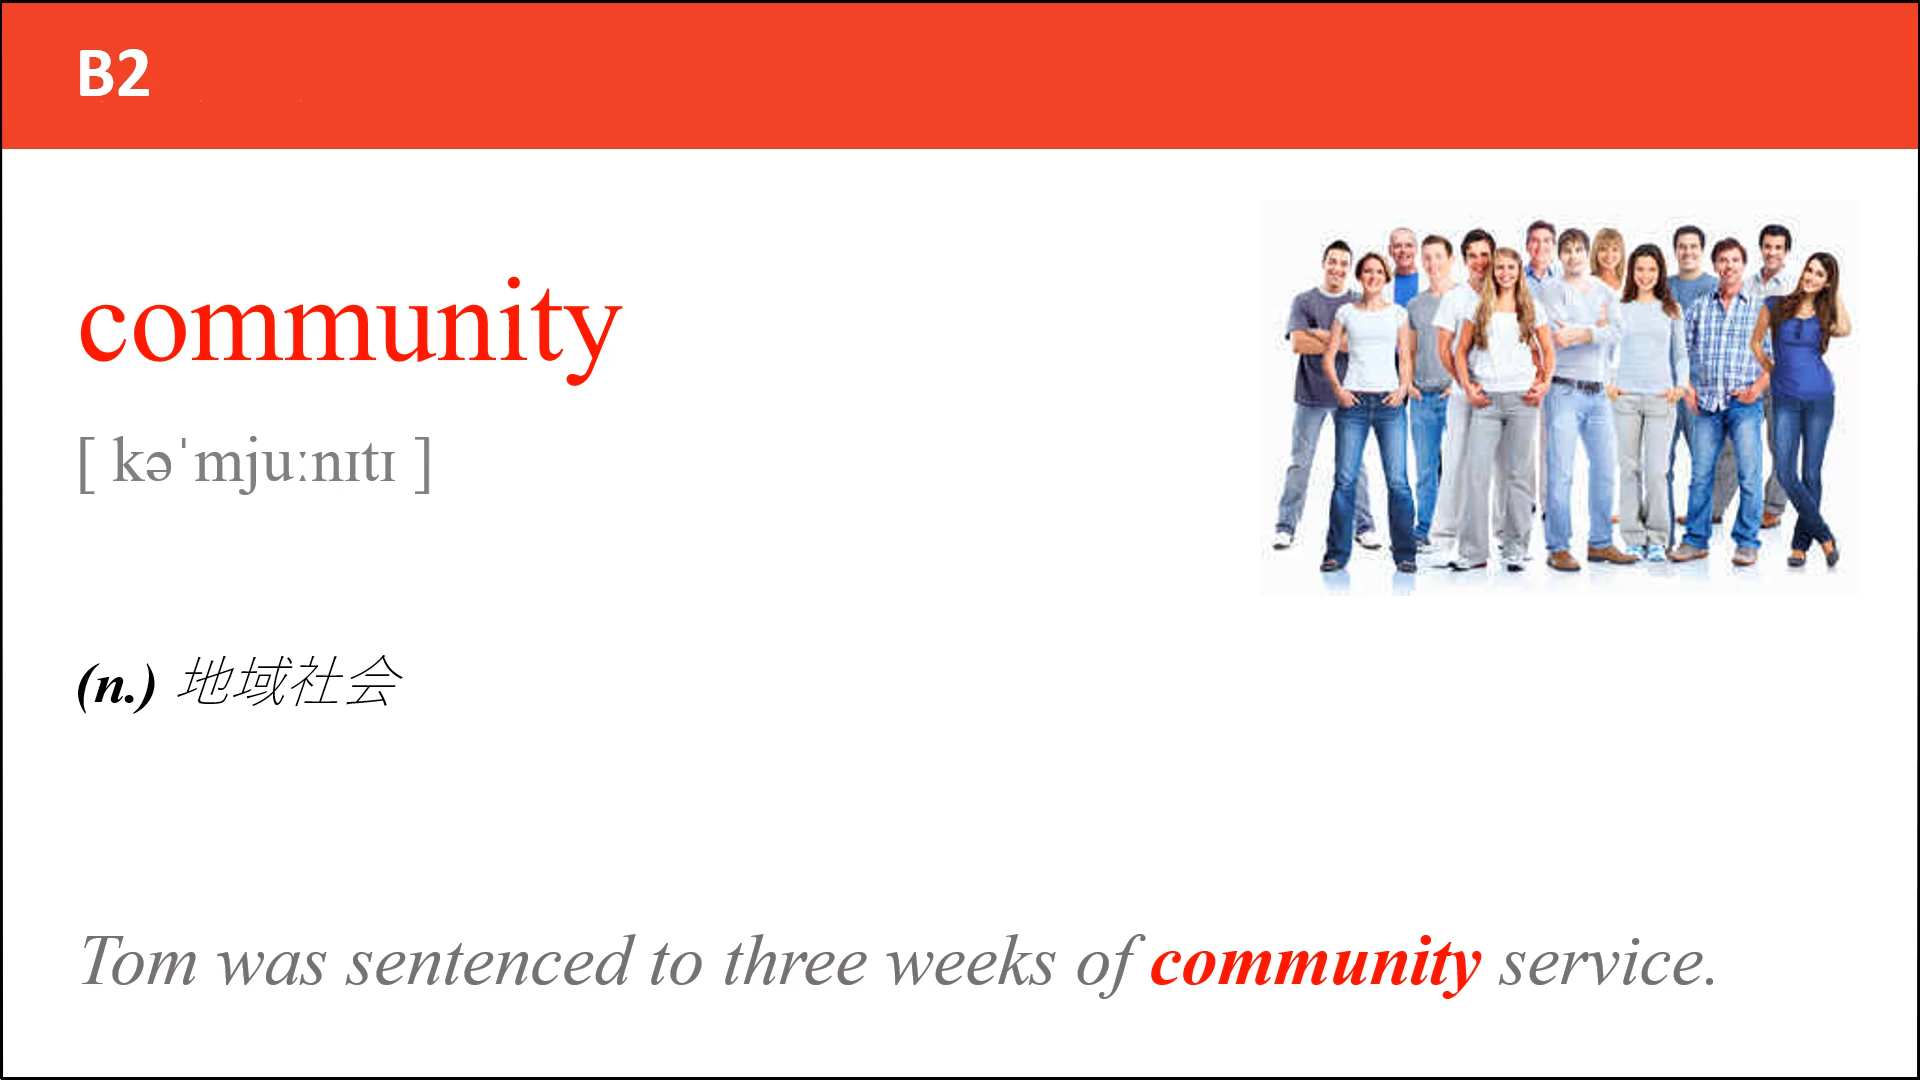 B2
community
[ kəˈmjuːnɪtɪ ]
(n.) 地域社会
Tom was sentenced to three weeks of community service.